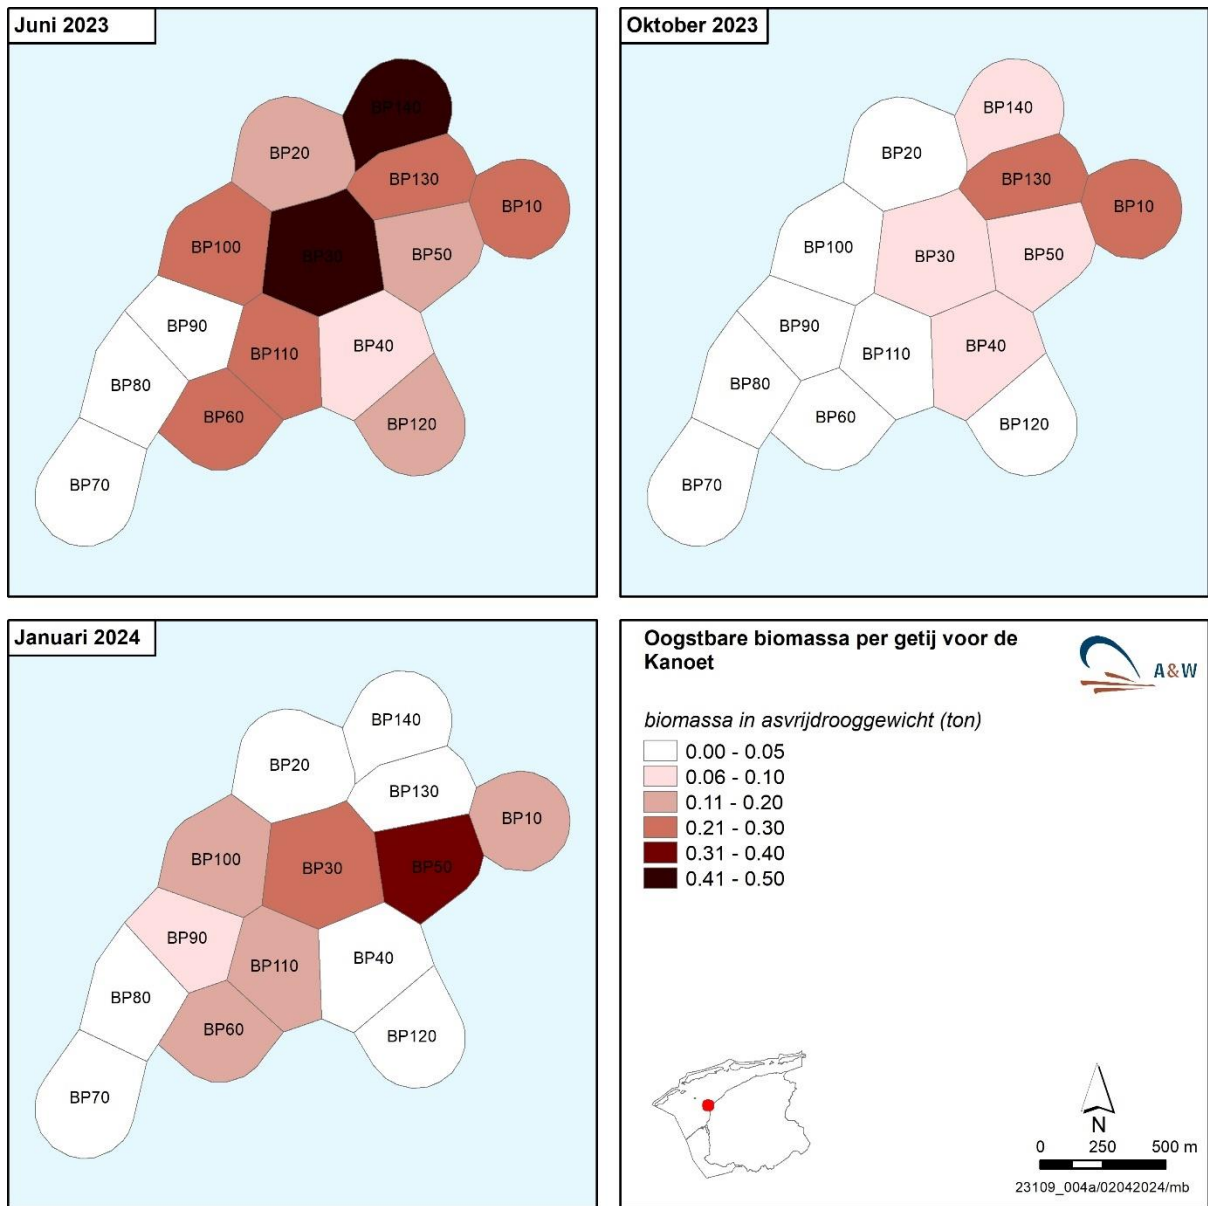 Juni 2023
BP140
BP20
BP130
BP10
BP100
BP30
BP50
BP90
BP40
BP110
BP80
BP60
BP120
BP70
Oktober 2023
BP140
BP20
BP130
BP10
BP100
BP30
BP50
BP90
BP40
BP110
BP80
BP60
BP120
BP70
Januari 2024
BP140
BP20
BP130
BP10
BP100
BP30
BP50
BP90
BP40
BP110
BP80
BP60
BP120
BP70
Oogstbare biomassa per getij voor de
Kanoet
A&W
biomassa in asvrijdrooggewicht (ton)
0.00 - 0.05
0.06 - 0.10
0.11 - 0.20
0.21 - 0.30
0.31 - 0.40
0.41 - 0.50
N
0 250 500 m
23109_004a/02042024/mb